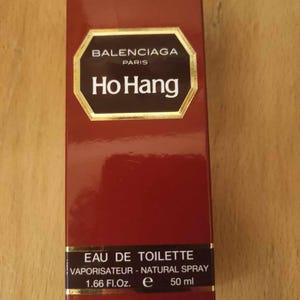 BALENCIAGA
PARIS
Ho Hang
EAU DE TOILETTE
VAPORISATEUR - NATURAL SPRAY
1.66 Fl.Oz. e 50 ml